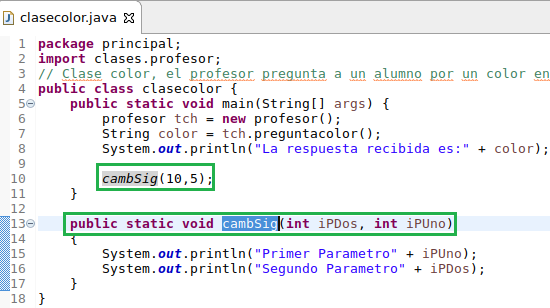 clasecolor.java
1 package principal;
2 import clases.profesor;
3 // Clase color, el profesor pregunta a un alumno por un color en
4 public class clasecolor {
5 public static void main(String[] args) {
6 profesor tch = new profesor();
7 String color = tch.preguntacolor();
8 System.out.println("La respuesta recibida es:" + color);
9
10 cambSig(10,5);
11 }
12
13 public static void cambSig(int iPDos, int iPUno)
14 {
15 System.out.println("Primer Parametro" + iPUno);
16 System.out.println("Segundo Parametro" + iPDos);
17 }
18 }